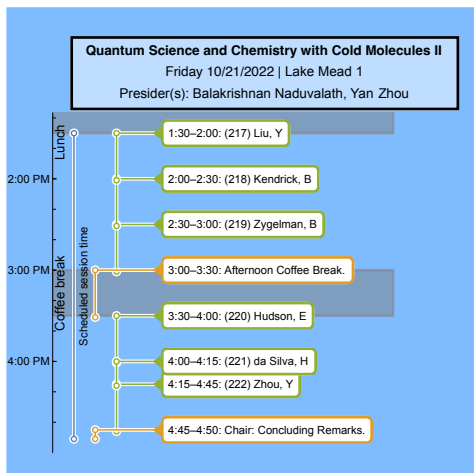 Quantum Science and Chemistry with Cold Molecules II
Friday 10/21/2022 | Lake Mead 1
Presider(s): Balakrishnan Naduvalath, Yan Zhou
Lunch
1:30–2:00: (217) Liu, Y
2:00 PM
2:00–2:30: (218) Kendrick, B
2:30–3:00: (219) Zygelman, B
Scheduled session time
3:00 PM
3:00–3:30: Afternoon Coffee Break.
Coffee break
3:30–4:00: (220) Hudson, E
4:00 PM
4:00–4:15: (221) da Silva, H
4:15–4:45: (222) Zhou, Y
4:45–4:50: Chair: Concluding Remarks.